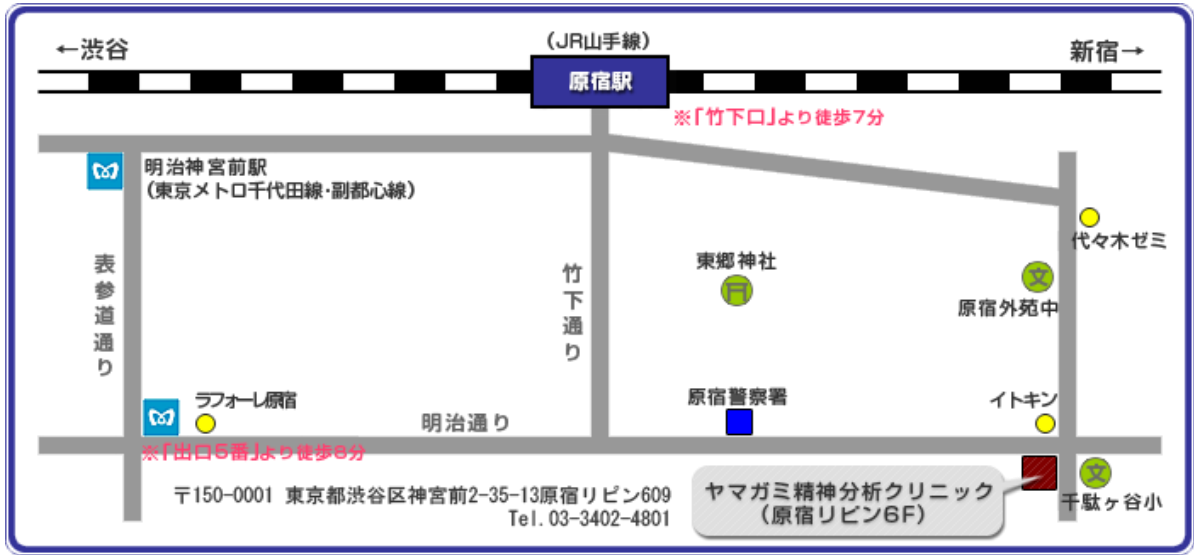 ←渋谷
(JR山手線)
新宿→
原宿駅
※「竹下口」より徒歩7分
明治神宮前駅
(東京メトロ千代田線・副都心線)
代々木ゼミ
表参道通り
竹下通り
東郷神社
文
原宿外苑中
ラフォーレ原宿
明治通り
原宿警察署
イトキン
※「出口5番」より徒歩8分
〒150-0001 東京都渋谷区神宮前2-35-13原宿リビン609
Tel.03-3402-4801
ヤマガミ精神分析クリニック
(原宿リビン6F)
文
千駄ヶ谷小